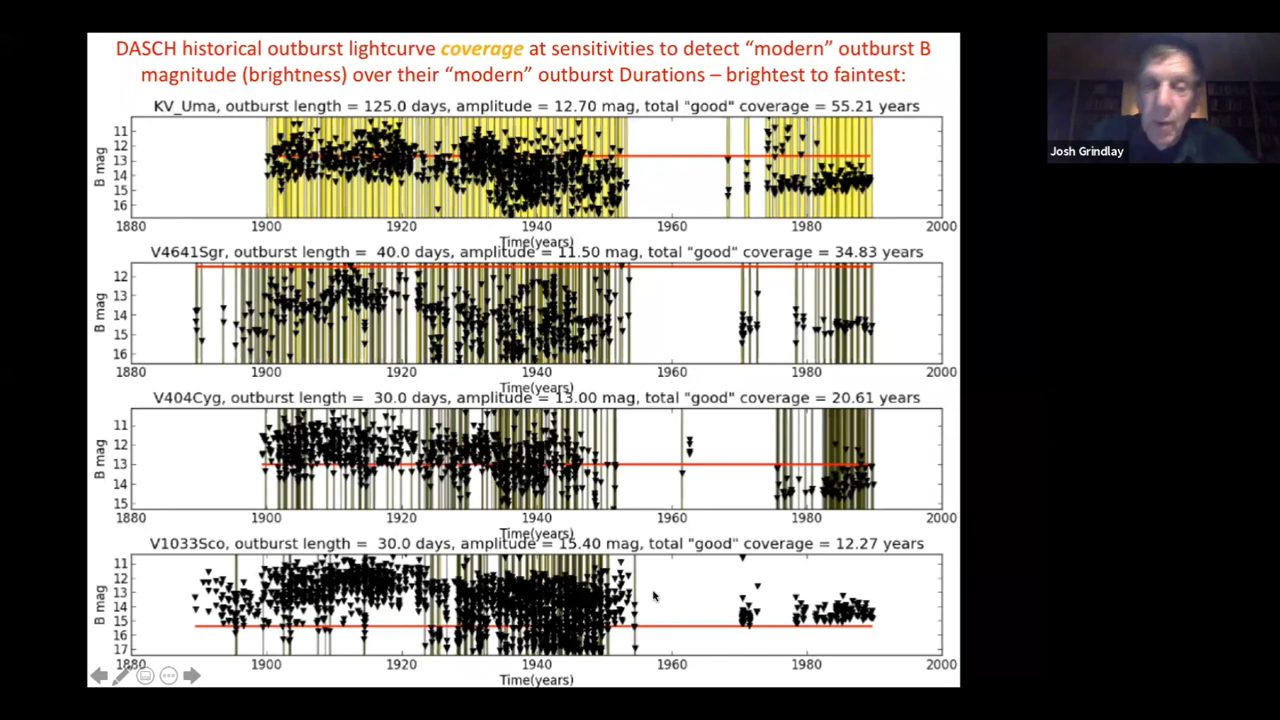 DASCH historical outburst lightcurve coverage at sensitivities to detect “modern” outburst B
magnitude (brightness) over their “modern” outburst Durations – brightest to faintest:
KV_Uma, outburst length = 125.0 days, amplitude = 12.70 mag, total "good" coverage = 55.21 years
B mag
11
12
13
14
15
16
1880 1900 1920 1940 1960 1980 2000
Time(years)
V4641Sgr, outburst length = 40.0 days, amplitude = 11.50 mag, total "good" coverage = 34.83 years
B mag
12
13
14
15
16
1880 1900 1920 1940 1960 1980 2000
Time(years)
V404Cyg, outburst length = 30.0 days, amplitude = 13.00 mag, total "good" coverage = 20.61 years
B mag
11
12
13
14
15
1880 1900 1920 1940 1960 1980 2000
Time(years)
V1033Sco, outburst length = 30.0 days, amplitude = 15.40 mag, total "good" coverage = 12.27 years
B mag
11
12
13
14
15
16
17
1880 1900 1920 1940 1960 1980 2000
Time(years)
Josh Grindlay